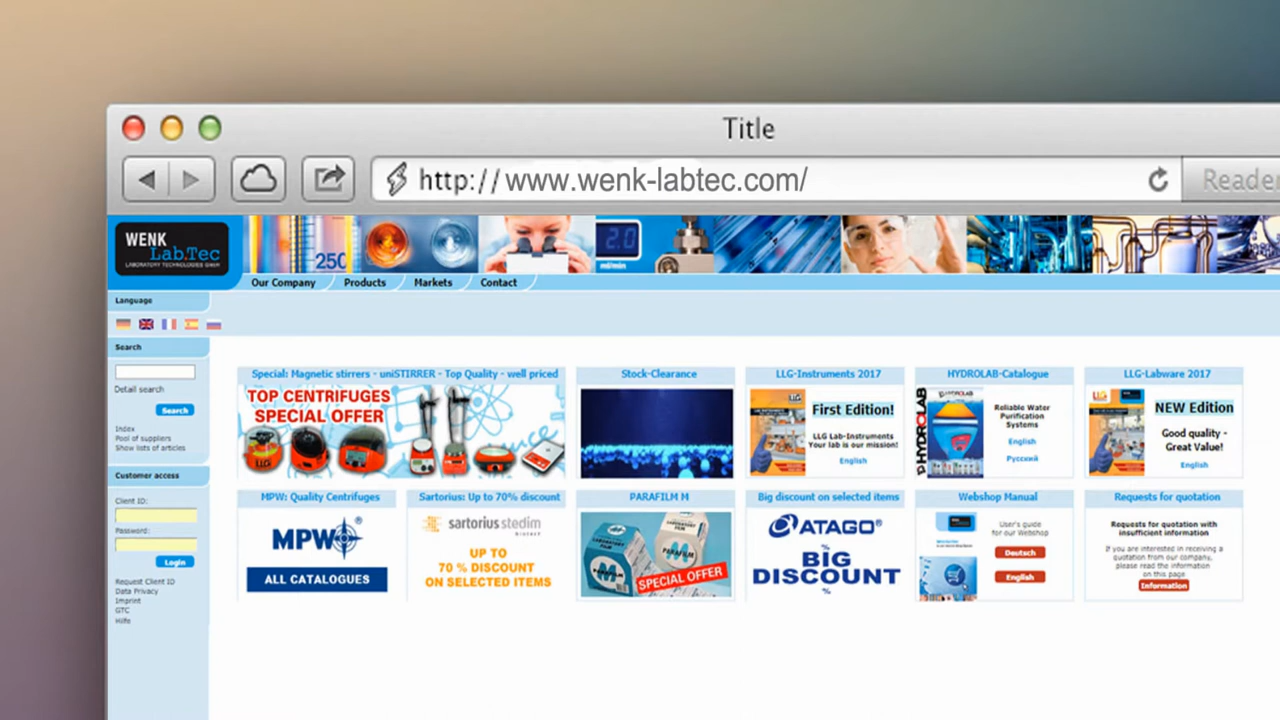 Title
http://www.wenk-labtec.com/
Reader
WENK
Lab.Tec
LABORATORY TECHNOLOGIES GmbH
250
2.0
ml/min
Our Company
Products
Markets
Contact
Language
Search
Detail search
Search
Index
Pool of suppliers
Show lists of articles
Customer access
Client ID:
Password:
Login
Request Client ID
Data Privacy
Imprint
GTC
Hilfe
Special: Magnetic stirrers - uniSTIRRER - Top Quality - well priced
TOP CENTRIFUGES
SPECIAL OFFER
LLG
Stock-Clearance
LLG-Instruments 2017
LLG
First Edition!
LLG Lab-Instruments
Your lab is our mission!
English
HYDROLAB-Catalogue
HYDROLAB
Reliable Water
Purification
Systems
English
Русский
LLG-Labware 2017
LLG
NEW Edition
Good quality -
Great Value!
English
MPW: Quality Centrifuges
MPW®
ALL CATALOGUES
Sartorius: Up to 70% discount
sartorius stedim
biotech
UP TO
70 % DISCOUNT
ON SELECTED ITEMS
PARAFILM M
PARAFILM
M
SPECIAL OFFER
Big discount on selected items
ATAGO®
%
BIG
DISCOUNT
%
Webshop Manual
User's guide
for our Webshop
Deutsch
English
Requests for quotation
Requests for quotation with
insufficient information
If you are interested in receiving a
quotation from our company,
please read the information
on this page
Information